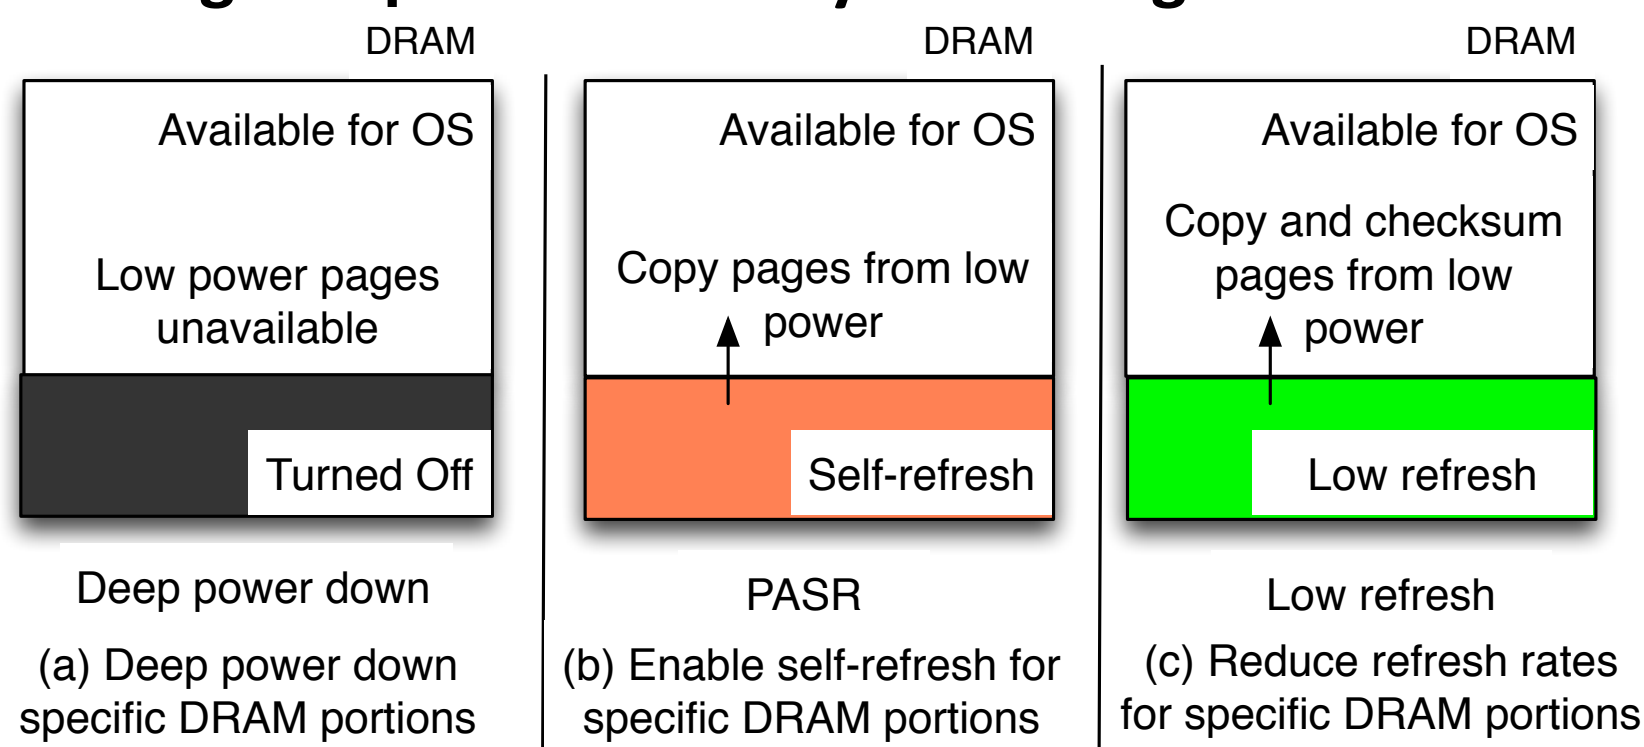 DRAM
Available for OS
Low power pages
unavailable
Turned Off
Deep power down
(a) Deep power down
specific DRAM portions
DRAM
Available for OS
Copy pages from low
power
Self-refresh
PASR
(b) Enable self-refresh for
specific DRAM portions
DRAM
Available for OS
Copy and checksum
pages from low
power
Low refresh
Low refresh
(c) Reduce refresh rates
for specific DRAM portions